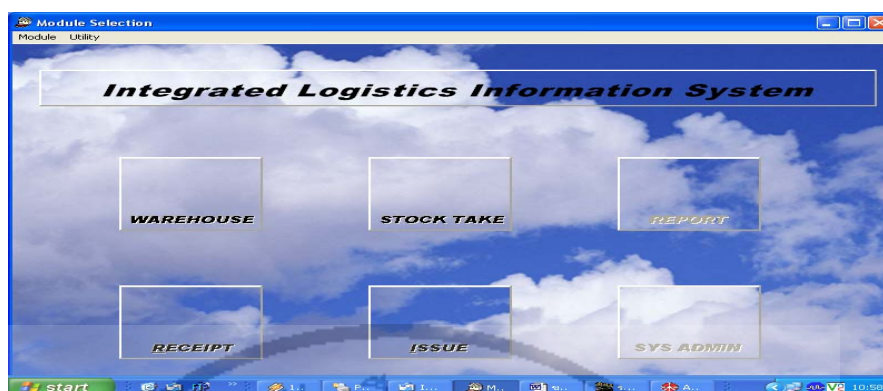 Module Selection
Module Utility
Integrated Logistics Information System
WAREHOUSE STOCK TAKE REPORT
RECEIPT ISSUE SYS ADMIN
start 1.. P.. I... M.. A.. 10:58